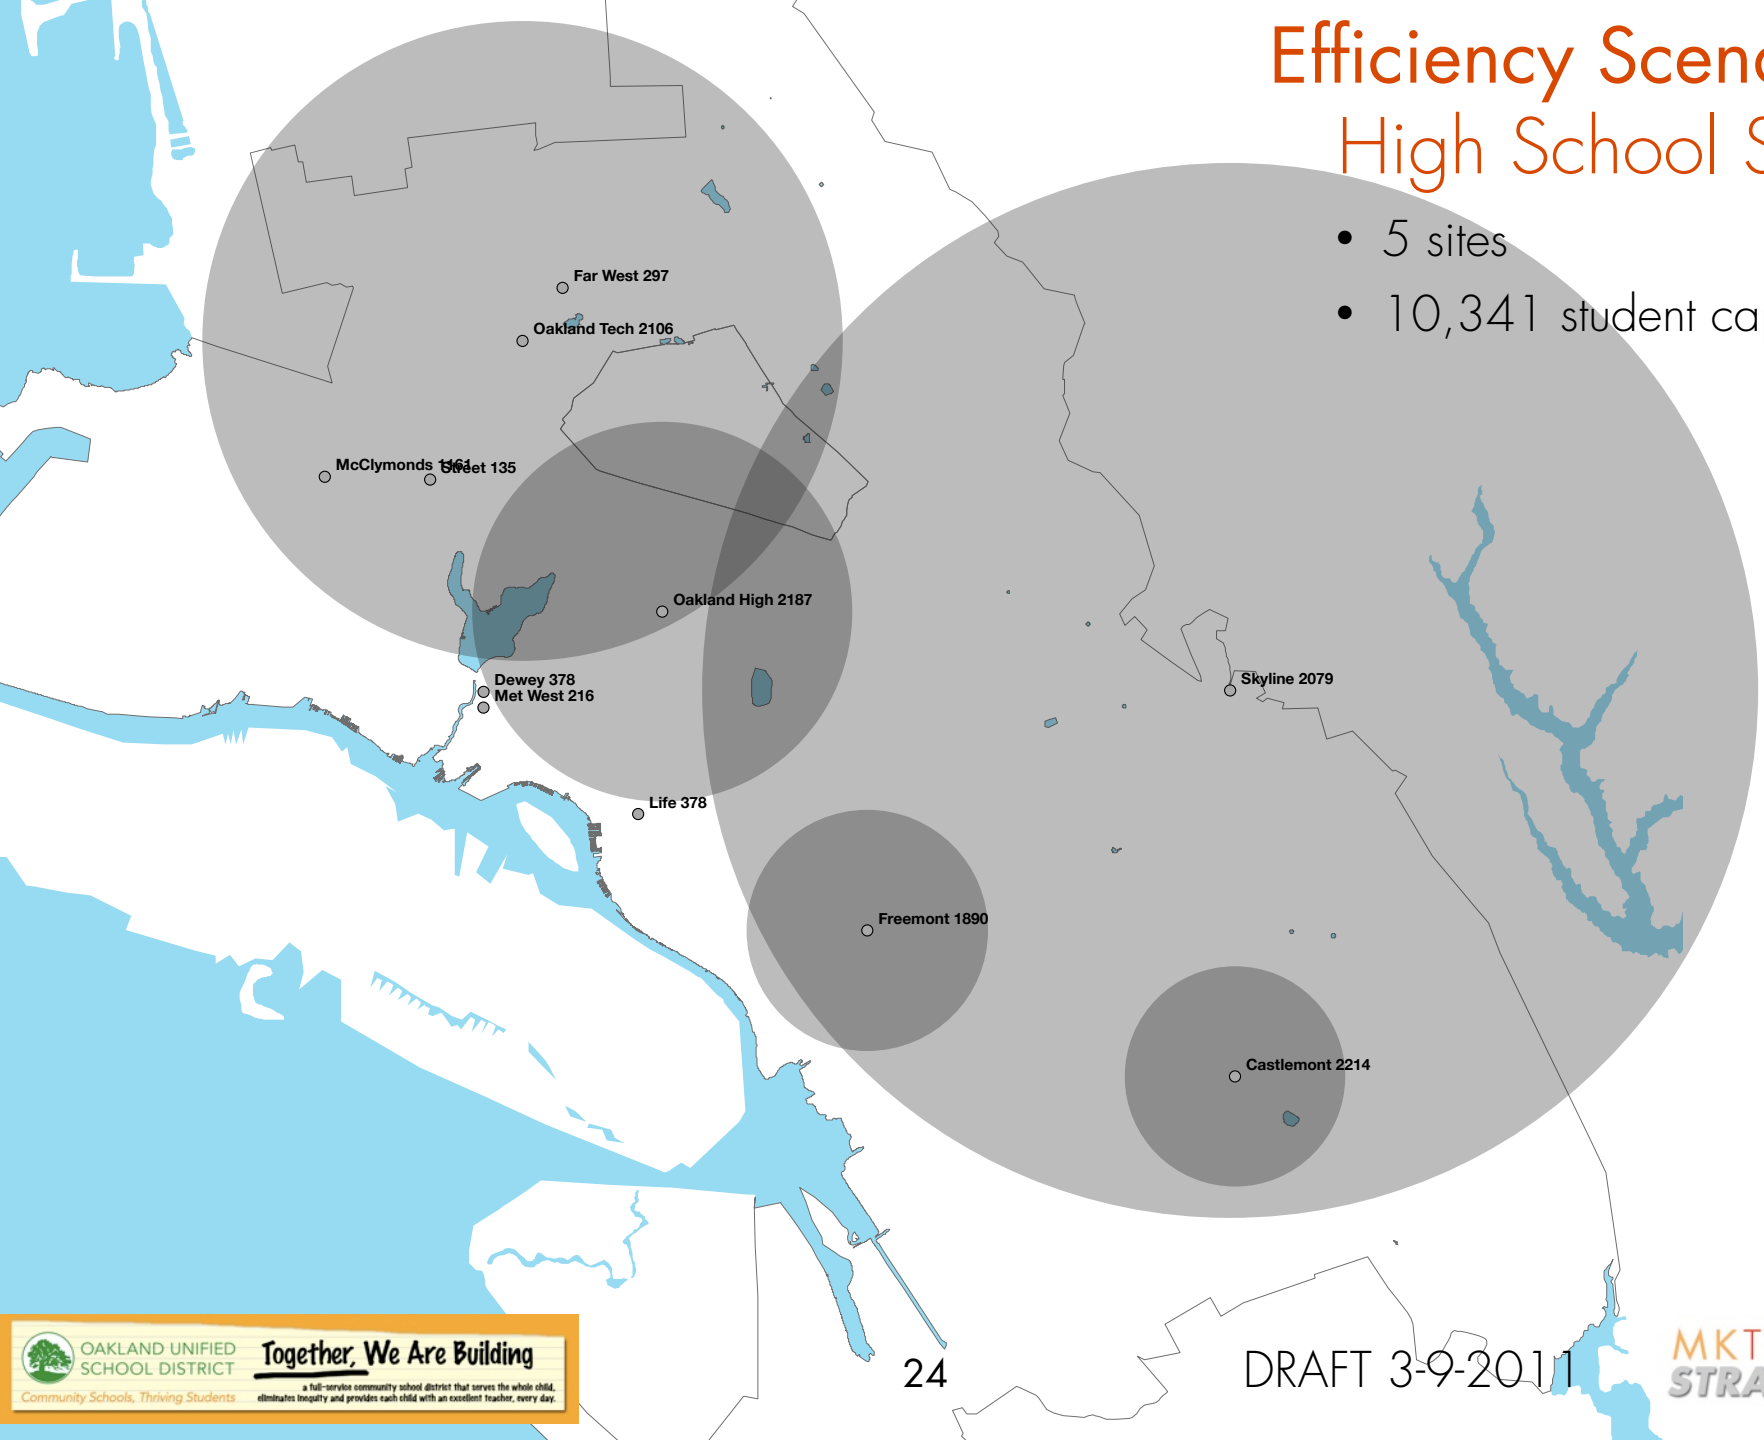 Efficiency Scen
High School S
• 5 sites
• 10,341 student ca
Far West 297
Oakland Tech 2106
McClymonds 1161
Street 135
Oakland High 2187
Dewey 378
Met West 216
Skyline 2079
Life 378
Freemont 1890
Castlemont 2214
OAKLAND UNIFIED
SCHOOL DISTRICT
Community Schools, Thriving Students
Together, We Are Building
a full-service community school district that serves the whole child,
eliminates inequity and provides each child with an excellent teacher, every day.
24
DRAFT 3-9-2011
MKT
STRA